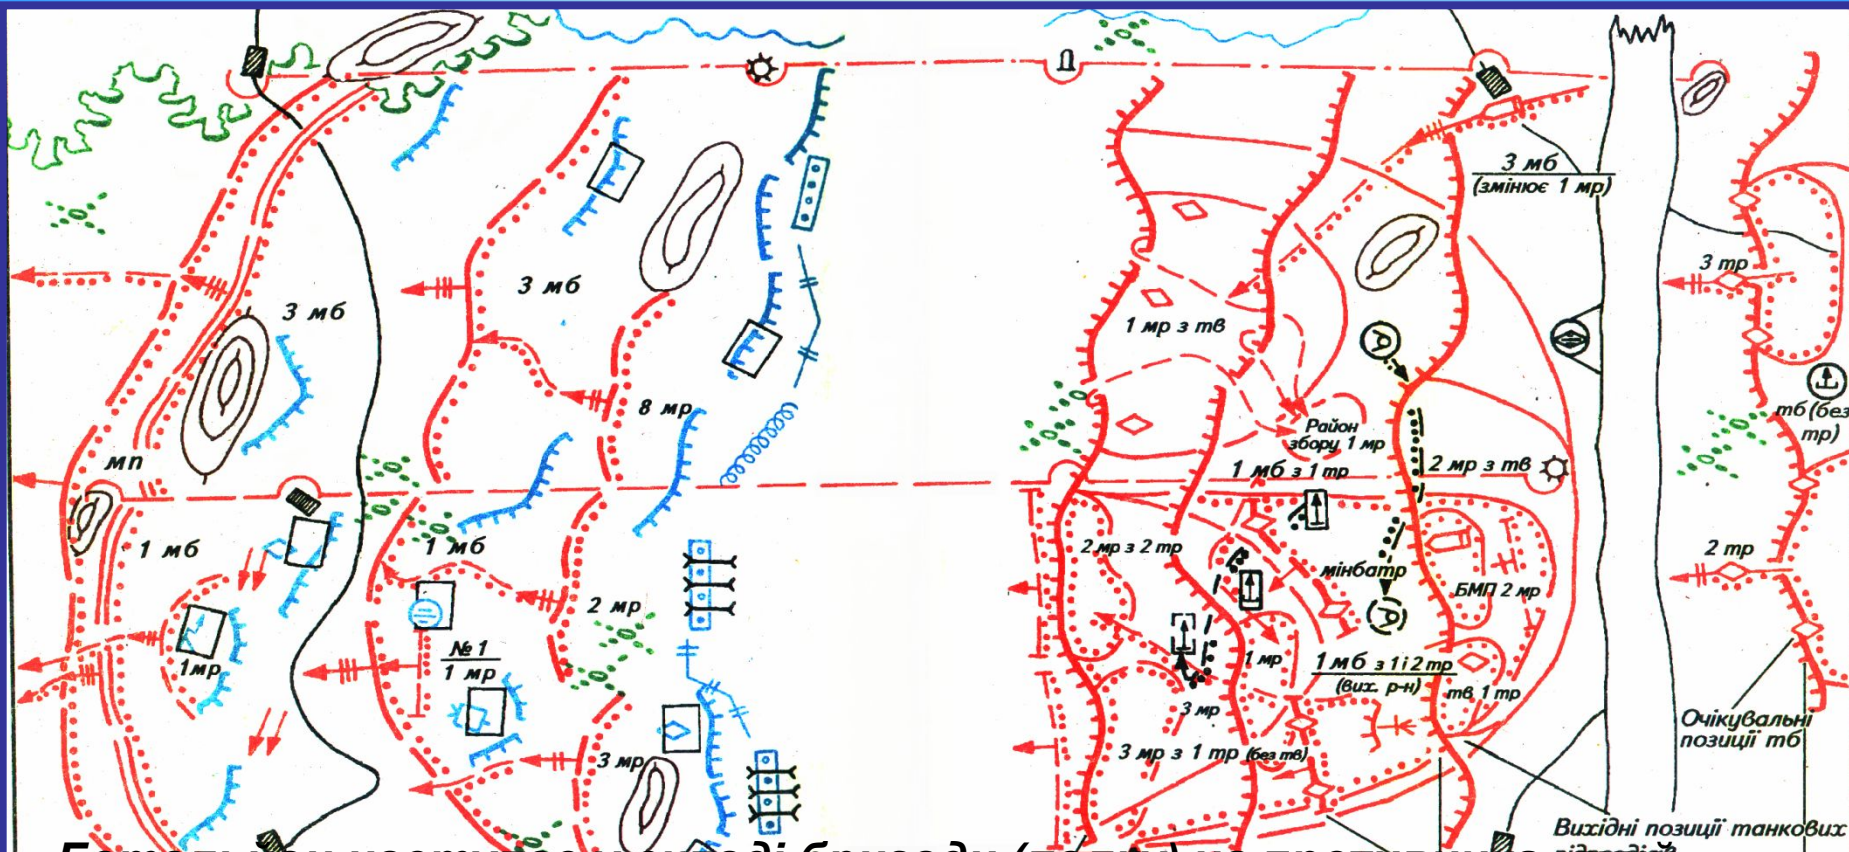 3 мб
(змінює 1 мр)
3 мб
3 мб
3 тр
1 мр з тв
8 мр
тб (без
тр)
Район
збору 1 мр
мп
1 мб з 1 тр
2 мр з тв
1 мб
1 мб
2 мр з 2 тр
2 тр
мінбатр
БМП 2 мр
2 мр
№ 1
1 мр
1мр
1 мр
1 мб з 1 і 2 тр
(вих. р-н)
тв 1 тр
3 мр
Очікувальні
позиції тб
3 мр
3 мр з 1 тр (без тв)
Вихідні позиції танкових